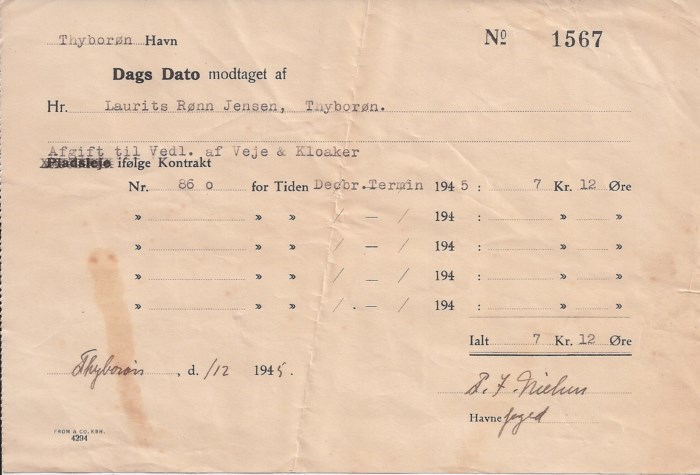 Thyborøn Havn № 1567
Dags Dato modtaget af
Hr. Laurits Rønn Jensen, Thyborøn.
Afgift til Vedl. af Veje & Kloaker
Pladsleje ifølge Kontrakt
Nr. 86 o for Tiden Decbr.Termin 1945 : 7 Kr. 12 Øre
» » » / — / 194 : » »
» » » / — / 194 : » »
» » » / — / 194 : » »
» » » / . — / 194 : » »
Ialt 7 Kr. 12 Øre
Thyborøn , d. /12 1945.
Havnefoged
FROM & CO. KBH.
4294